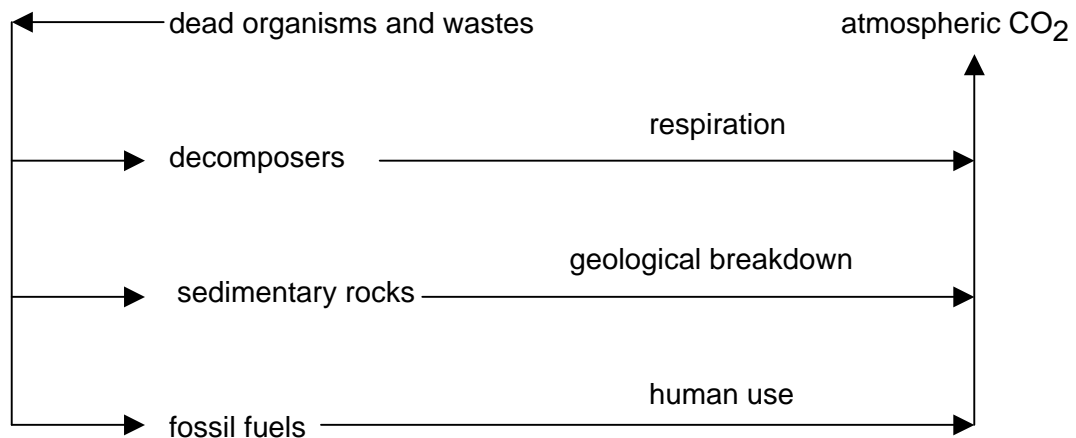 dead organisms and wastes
atmospheric CO2
respiration
decomposers
geological breakdown
sedimentary rocks
human use
fossil fuels